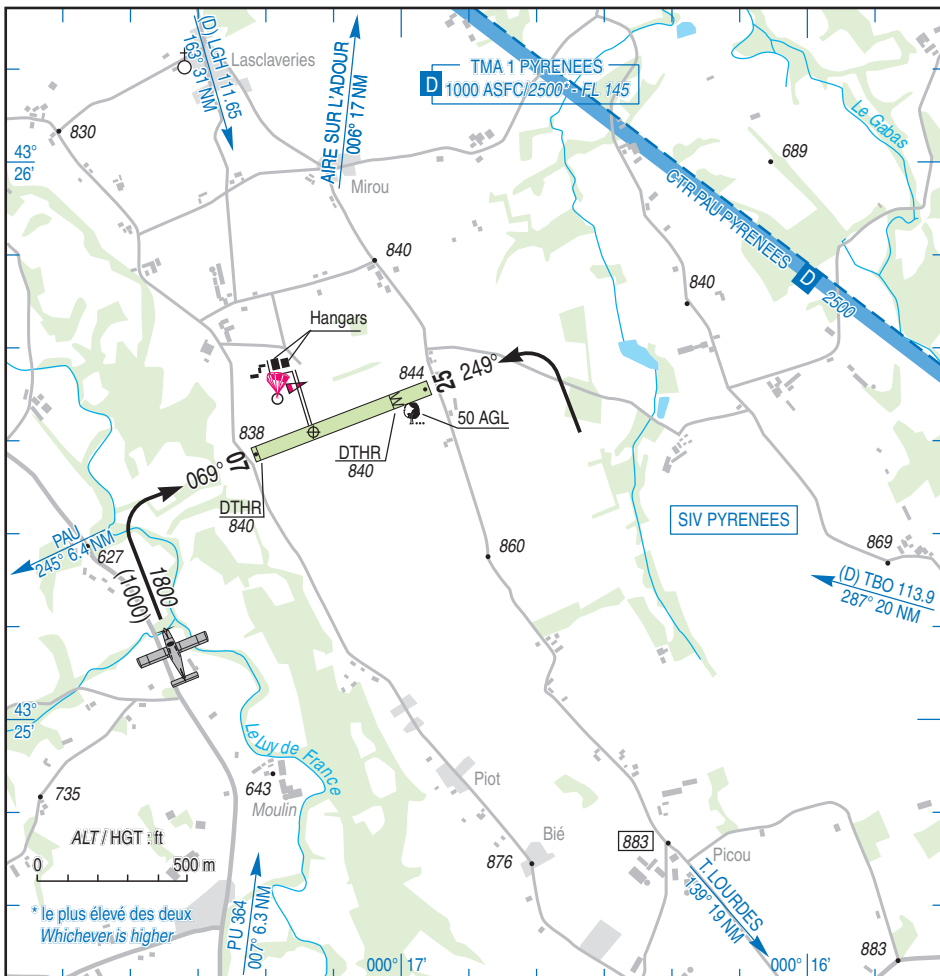 (D) LGH 111.65
163° 31 NM
Lasclaveries
AIRE SUR L'ADOUR
006° 17 NM
TMA 1 PYRENEES
D 1000 ASFC/2500* - FL 145
Le Gabas
830
43°
26'
689
Mirou
CTR PAU PYRENEES
D
2500
840
840
Hangars
844
25
249°
50 AGL
838
DTHR
840
07
069°
DTHR
840
SIV PYRENEES
PAU
245° 6.4 NM
627
860
869
1800
(1000)
(D) TBO 113.9
287° 20 NM
43°
25'
Le Luy de France
643
Moulin
735
Piot
ALT / HGT : ft
0 500 m
Bié
876
883
Picou
T. LOURDES
139° 19 NM
* le plus élevé des deux
Whichever is higher
PU 364
007° 6.3 NM
883
000° 17'
000° 16'